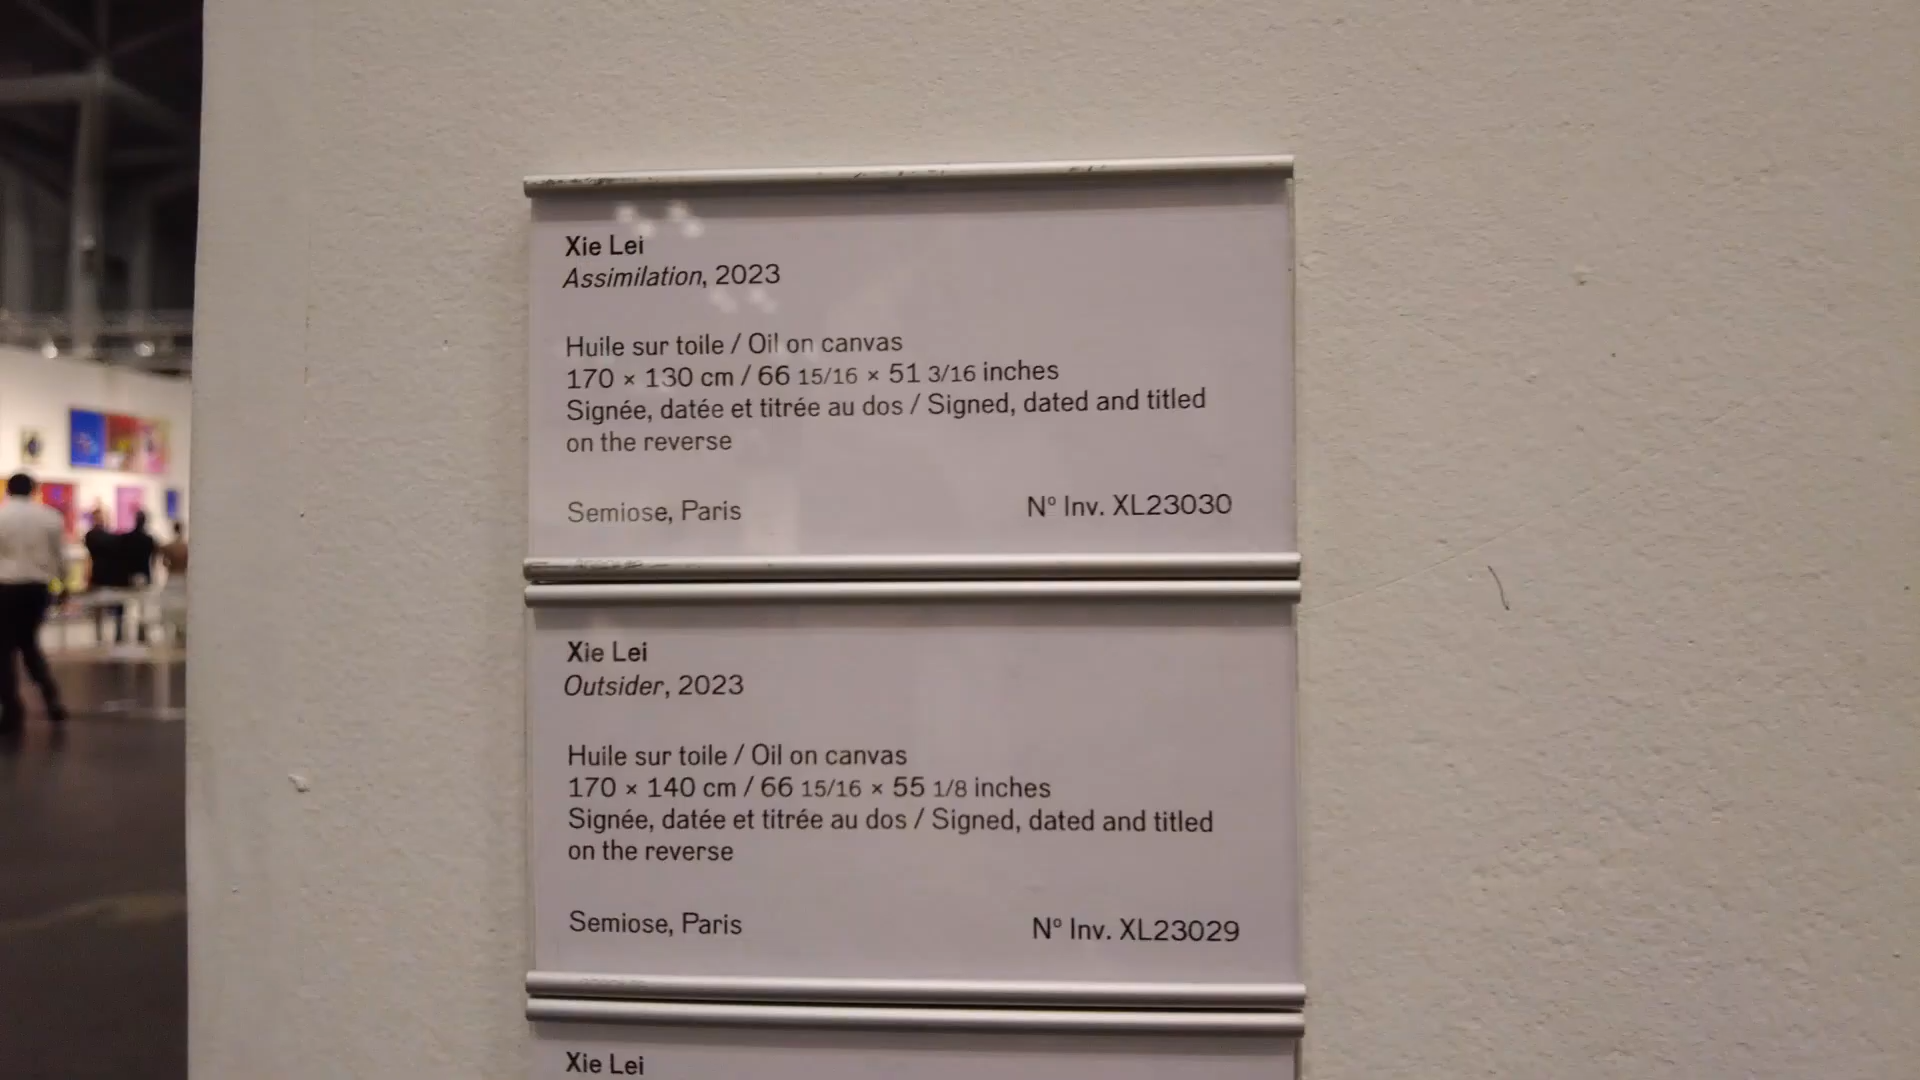 Xie Lei
Assimilation, 2023
Huile sur toile / Oil on canvas
170 × 130 cm / 66 15/16 × 51 3/16 inches
Signée, datée et titrée au dos / Signed, dated and titled
on the reverse
Semiose, Paris
Nº Inv. XL23030
Xie Lei
Outsider, 2023
Huile sur toile / Oil on canvas
170 × 140 cm / 66 15/16 × 55 1/8 inches
Signée, datée et titrée au dos / Signed, dated and titled
on the reverse
Semiose, Paris
Nº Inv. XL23029
Xie Lei